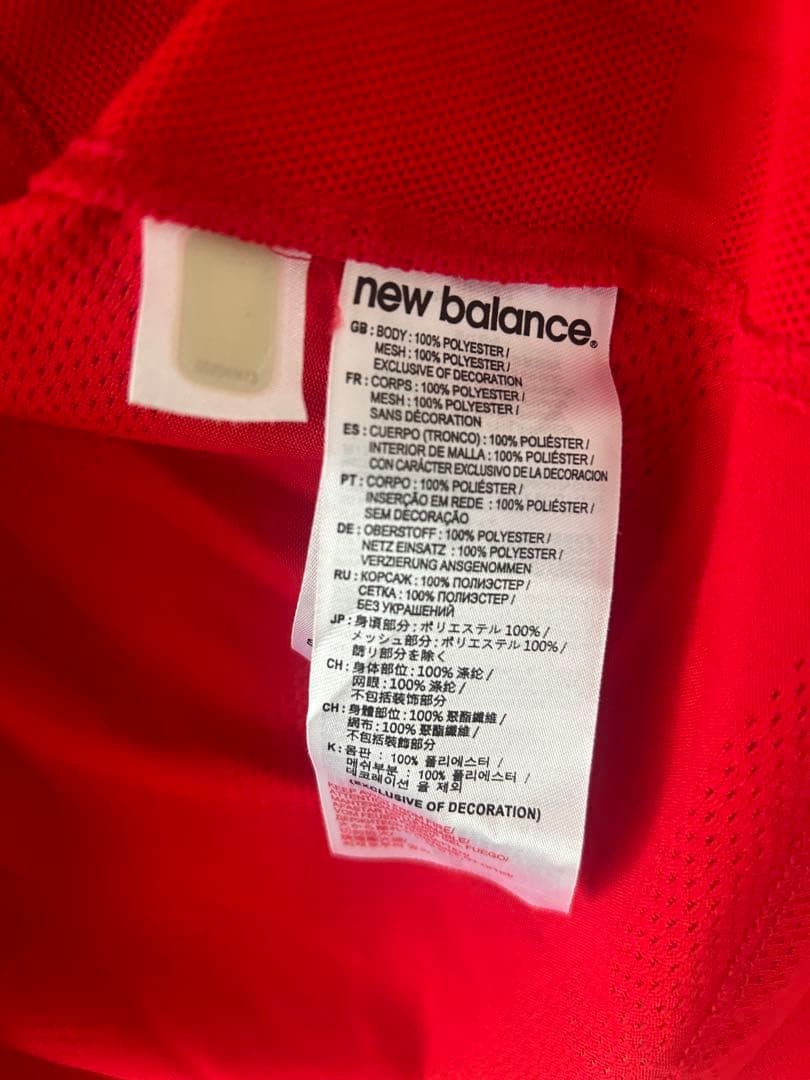 new balance®
GB : BODY : 100% POLYESTER /
MESH : 100% POLYESTER /
EXCLUSIVE OF DECORATION
FR : CORPS : 100% POLYESTER /
MESH : 100% POLYESTER /
SANS DÉCORATION
ES : CUERPO (TRONCO) : 100% POLIÉSTER /
INTERIOR DE MALLA : 100% POLIÉSTER /
CON CARÁCTER EXCLUSIVO DE LA DECORACION
PT : CORPO : 100% POLIÉSTER /
INSERÇÃO EM REDE : 100% POLIÉSTER /
SEM DECORAÇÃO
DE : OBERSTOFF : 100% POLYESTER /
NETZ EINSATZ : 100% POLYESTER /
VERZIERUNG ANSGENOMMEN
RU : КОРСАЖ : 100% ПОЛИЭСТЕР /
СЕТКА : 100% ПОЛИЭСТЕР /
БЕЗ УКРАШЕНИЙ
JP : 身頃部分 : ポリエステル 100% /
メッシュ部分 : ポリエステル 100% /
飾り部分を除く
CH : 身体部位 : 100% 涤纶 /
网眼 : 100% 涤纶 /
不包括装饰部分
CH : 身體部位 : 100% 聚酯纖維 /
網布 : 100% 聚酯纖維 /
不包括裝飾部分
K : 몸판 : 100% 폴리에스터 /
메쉬부분 : 100% 폴리에스터 /
데코레이션 을 제외
(EXCLUSIVE OF DECORATION)
KEEP AWAY FROM FIRE/